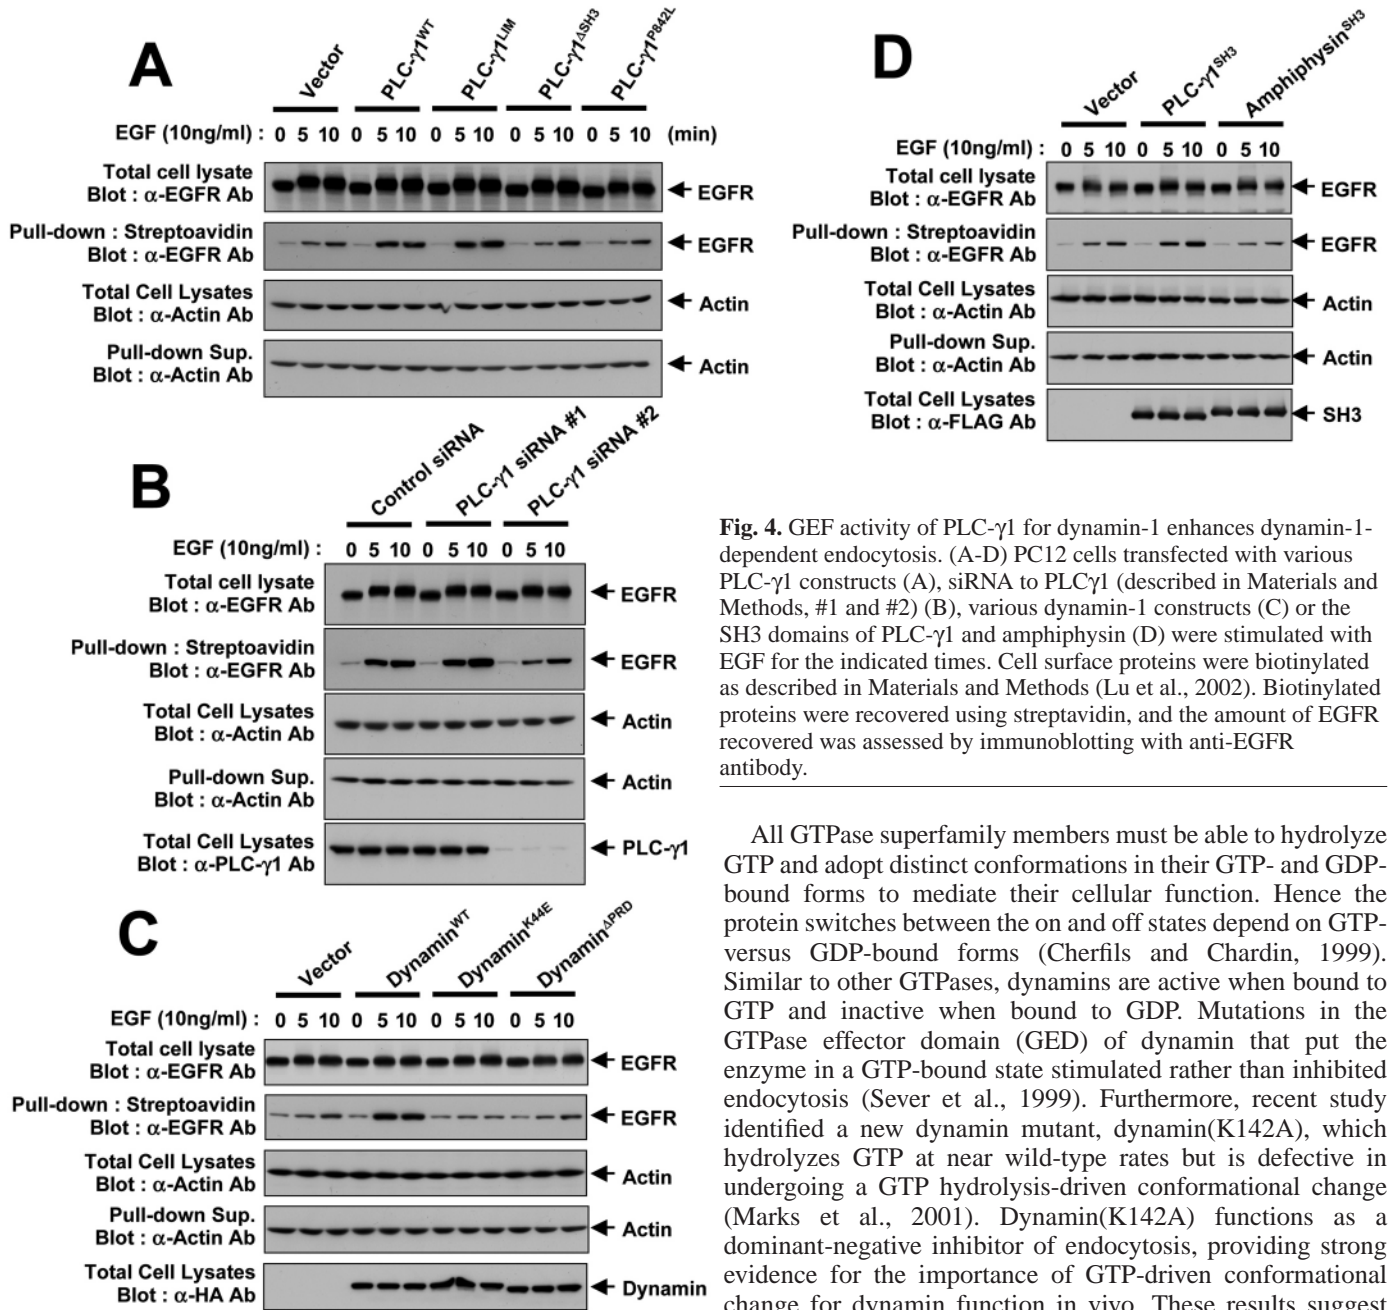 A
Vector
PLC-γ1WT
PLC-γ1LIM
PLC-γ1ΔSH3
PLC-γ1P842L
EGF (10ng/ml) : 0 5 10 0 5 10 0 5 10 0 5 10 0 5 10 (min)
Total cell lysate
Blot : α-EGFR Ab
EGFR
Pull-down : Streptoavidin
Blot : α-EGFR Ab
EGFR
Total Cell Lysates
Blot : α-Actin Ab
Actin
Pull-down Sup.
Blot : α-Actin Ab
Actin
B
Control siRNA
PLC-γ1 siRNA #1
PLC-γ1 siRNA #2
EGF (10ng/ml) : 0 5 10 0 5 10 0 5 10
Total cell lysate
Blot : α-EGFR Ab
EGFR
Pull-down : Streptoavidin
Blot : α-EGFR Ab
EGFR
Total Cell Lysates
Blot : α-Actin Ab
Actin
Pull-down Sup.
Blot : α-Actin Ab
Actin
Total Cell Lysates
Blot : α-PLC-γ1 Ab
PLC-γ1
C
Vector
DynaminWT
DynaminK44E
DynaminΔPRD
EGF (10ng/ml) : 0 5 10 0 5 10 0 5 10 0 5 10
Total cell lysate
Blot : α-EGFR Ab
EGFR
Pull-down : Streptoavidin
Blot : α-EGFR Ab
EGFR
Total Cell Lysates
Blot : α-Actin Ab
Actin
Pull-down Sup.
Blot : α-Actin Ab
Actin
Total Cell Lysates
Blot : α-HA Ab
Dynamin
D
Vector
PLC-γ1SH3
AmphiphysinSH3
EGF (10ng/ml) : 0 5 10 0 5 10 0 5 10
Total cell lysate
Blot : α-EGFR Ab
EGFR
Pull-down : Streptoavidin
Blot : α-EGFR Ab
EGFR
Total Cell Lysates
Blot : α-Actin Ab
Actin
Pull-down Sup.
Blot : α-Actin Ab
Actin
Total Cell Lysates
Blot : α-FLAG Ab
SH3
Fig. 4. GEF activity of PLC-γ1 for dynamin-1 enhances dynamin-1-
dependent endocytosis. (A-D) PC12 cells transfected with various
PLC-γ1 constructs (A), siRNA to PLCγ1 (described in Materials and
Methods, #1 and #2) (B), various dynamin-1 constructs (C) or the
SH3 domains of PLC-γ1 and amphiphysin (D) were stimulated with
EGF for the indicated times. Cell surface proteins were biotinylated
as described in Materials and Methods (Lu et al., 2002). Biotinylated
proteins were recovered using streptavidin, and the amount of EGFR
recovered was assessed by immunoblotting with anti-EGFR
antibody.
All GTPase superfamily members must be able to hydrolyze
GTP and adopt distinct conformations in their GTP- and GDP-
bound forms to mediate their cellular function. Hence the
protein switches between the on and off states depend on GTP-
versus GDP-bound forms (Cherfils and Chardin, 1999).
Similar to other GTPases, dynamins are active when bound to
GTP and inactive when bound to GDP. Mutations in the
GTPase effector domain (GED) of dynamin that put the
enzyme in a GTP-bound state stimulated rather than inhibited
endocytosis (Sever et al., 1999). Furthermore, recent study
identified a new dynamin mutant, dynamin(K142A), which
hydrolyzes GTP at near wild-type rates but is defective in
undergoing a GTP hydrolysis-driven conformational change
(Marks et al., 2001). Dynamin(K142A) functions as a
dominant-negative inhibitor of endocytosis, providing strong
evidence for the importance of GTP-driven conformational
change for dynamin function in vivo. These results suggest